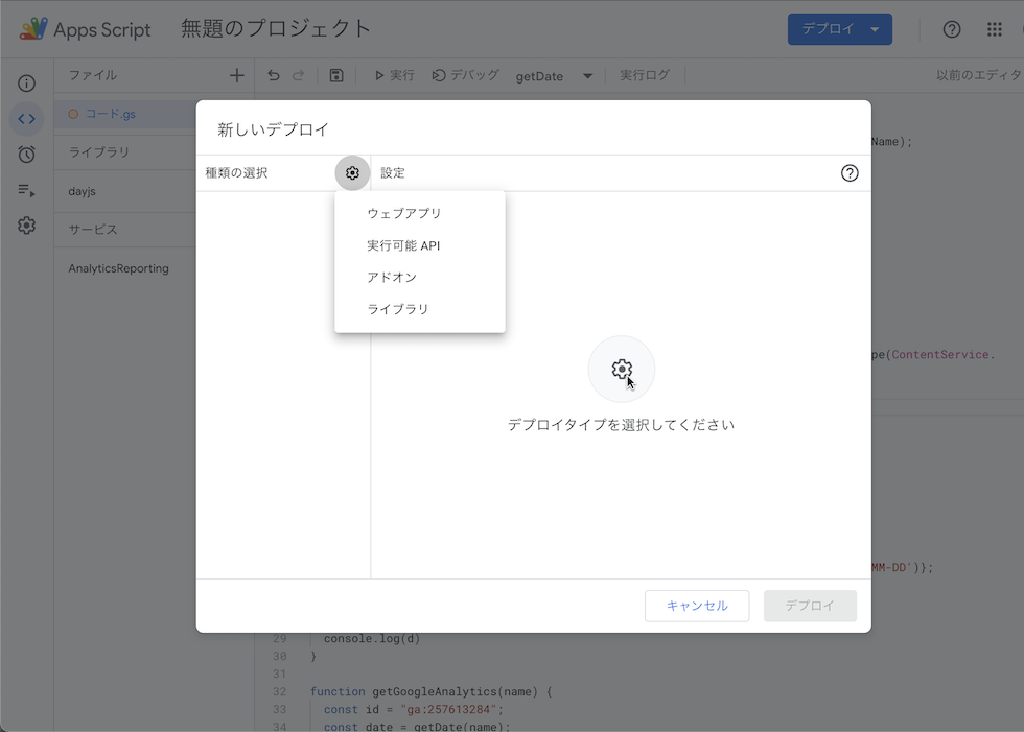 Apps Script 無題のプロジェクト デプロイ
ファイル 実行 デバッグ getDate 実行ログ 以前のエディタ
コード.gs
ライブラリ
dayjs
サービス
AnalyticsReporting
新しいデプロイ
種類の選択 設定
ウェブアプリ
実行可能 API
アドオン
ライブラリ
デプロイタイプを選択してください
キャンセル デプロイ
Name);
pe(ContentService.
MM-DD')};
29 console.log(d)
30 }
31
32 function getGoogleAnalytics(name) {
33 const id = "ga:257613284";
34 const date = getDate(name);